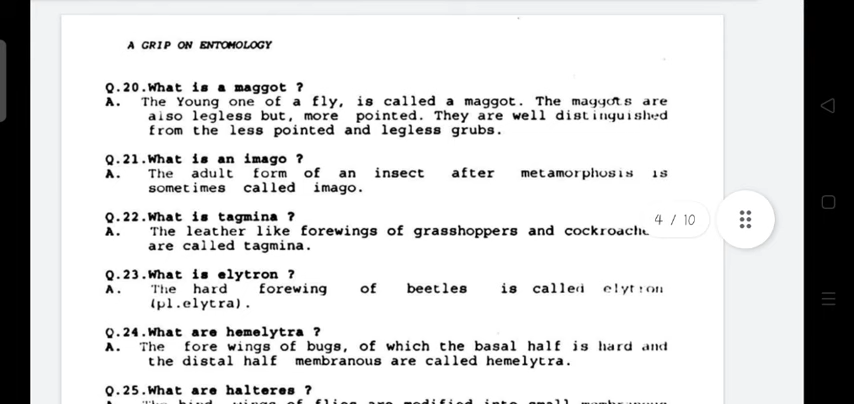 A GRIP ON ENTOMOLOGY
Q.20.What is a maggot ?
A. The Young one of a fly, is called a maggot. The maggots are
also legless but, more pointed. They are well distinguished
from the less pointed and legless grubs.
Q.21.What is an imago ?
A. The adult form of an insect after metamorphosis is
sometimes called imago.
Q.22.What is tagmina ?
A. The leather like forewings of grasshoppers and
are called tagmina.
4 / 10
Q.23.What is elytron ?
A. The hard forewing of beetles is called elytron
(pl.elytra).
Q.24.What are hemelytra ?
A. The fore wings of bugs, of which the basal half is hard and
the distal half membranous are called hemelytra.
Q.25.What are halteres ?